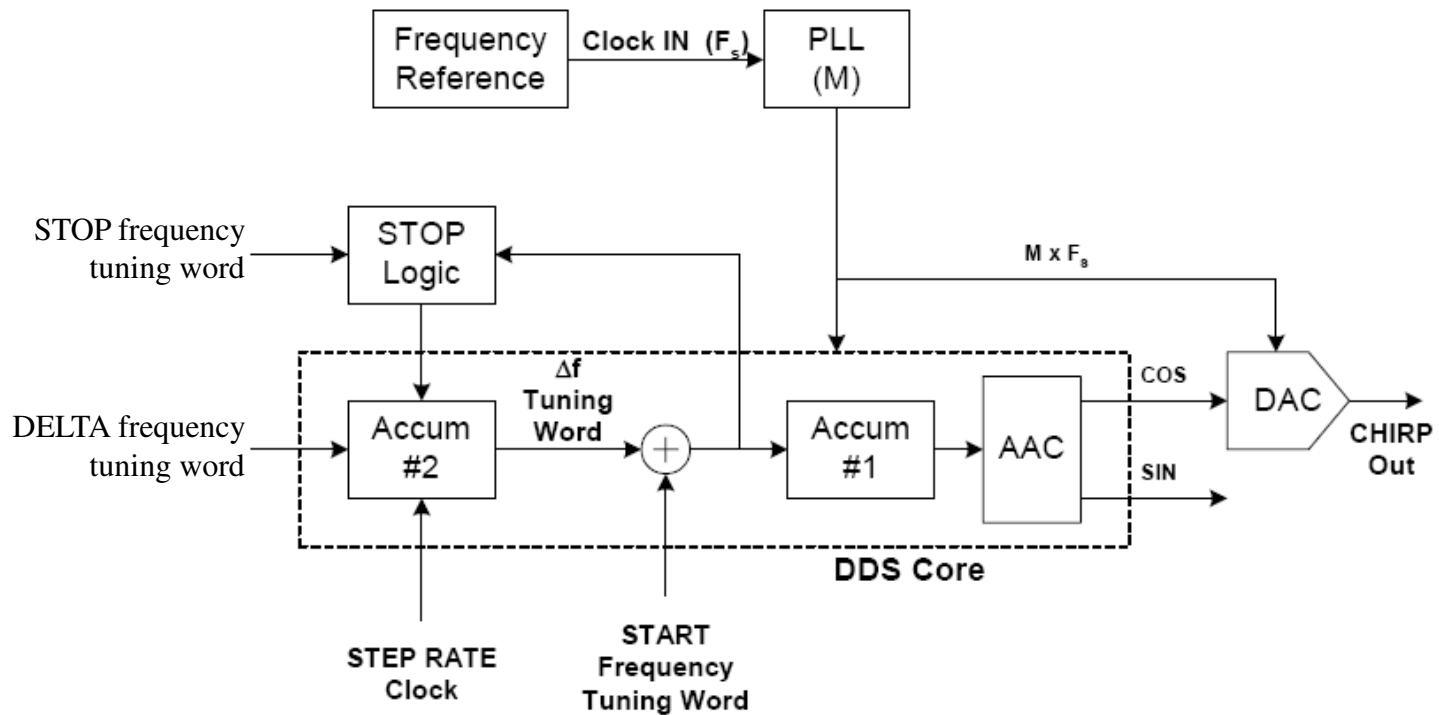 Frequency
Reference
Clock IN (Fs)
PLL
(M)
STOP frequency
tuning word
STOP
Logic
M x Fs
Δf
Tuning
Word
DELTA frequency
tuning word
Accum
#2
+
Accum
#1
AAC
COS
SIN
DAC
CHIRP
Out
DDS Core
STEP RATE
Clock
START
Frequency
Tuning Word